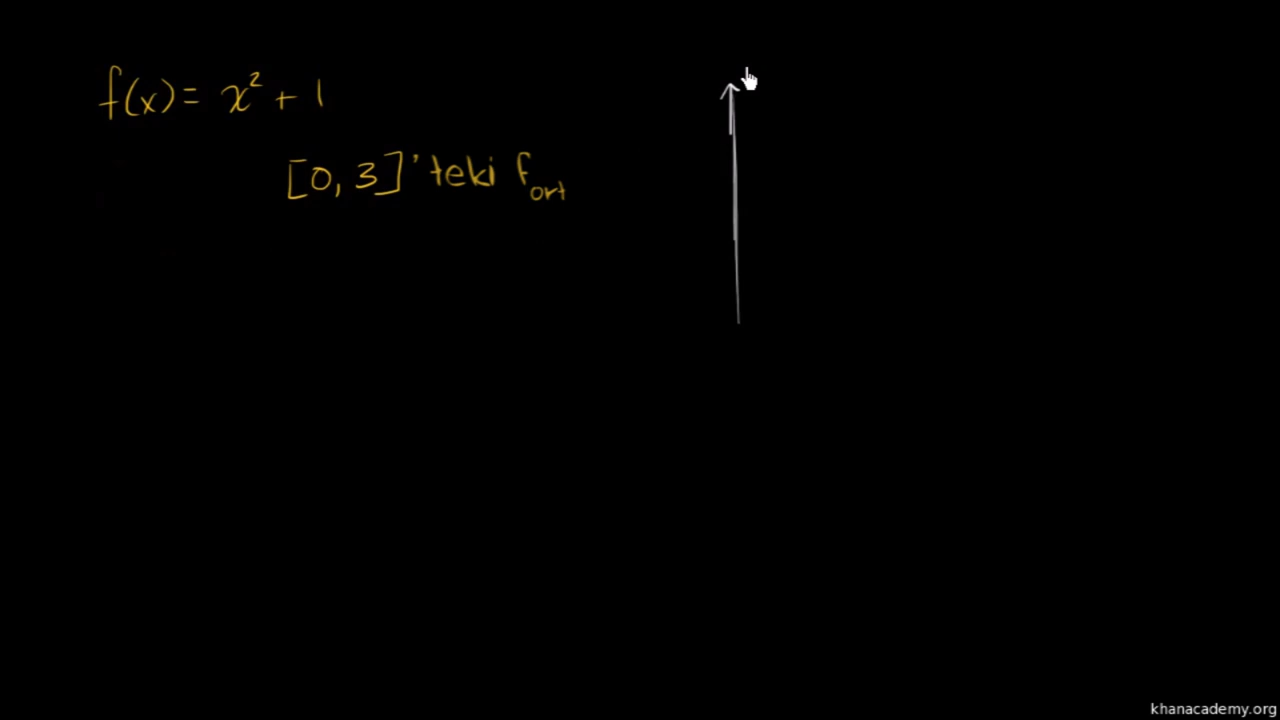 f(x) = x² + 1
[0, 3]'teki f_ort
khanacademy.org